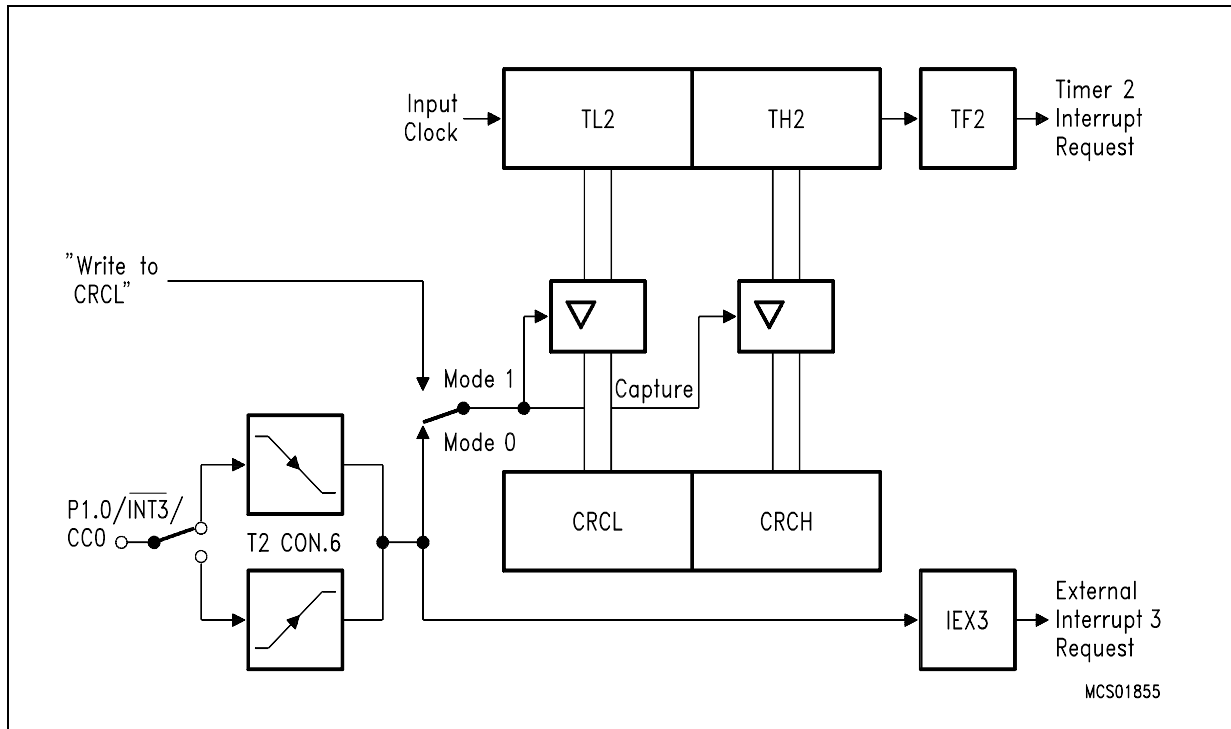 Input
Clock
TL2
TH2
TF2
Timer 2
Interrupt
Request
"Write to
CRCL"
Mode 1
Capture
Mode 0
P1.0/INT3/
CC0
T2 CON.6
CRCL
CRCH
IEX3
External
Interrupt 3
Request
MCS01855